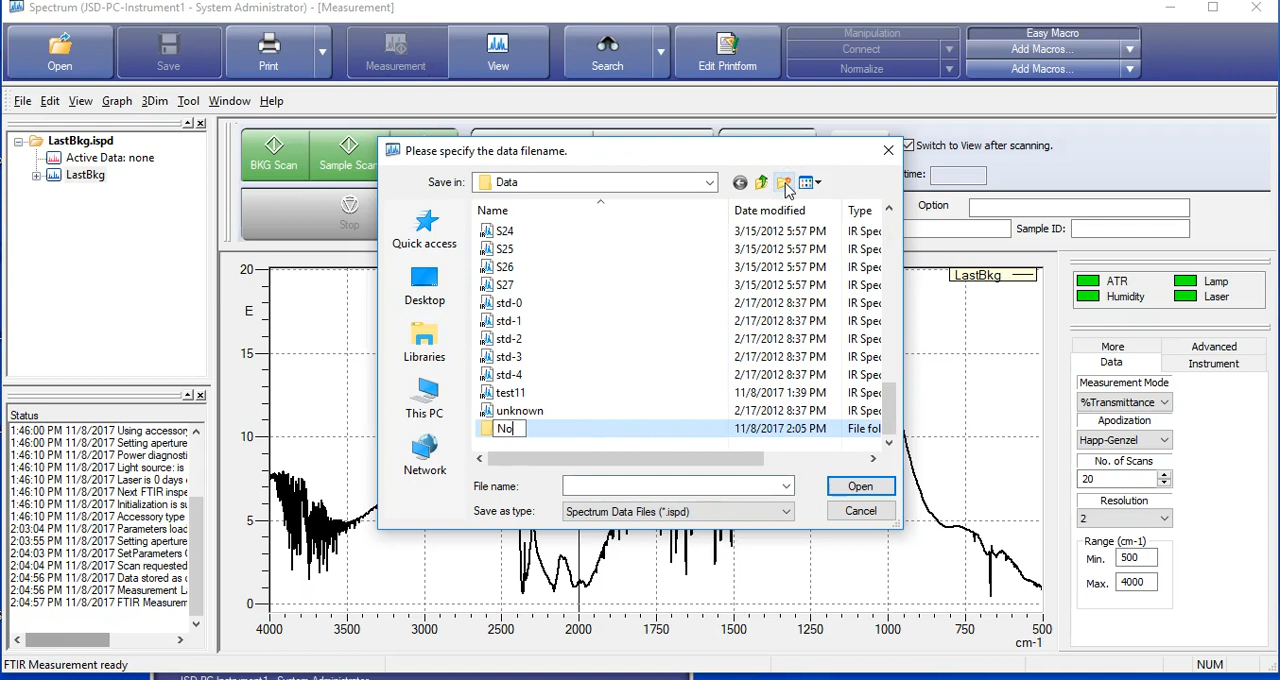 Spectrum (JSD-PC-Instrument1 - System Administrator) - [Measurement]
Open
Save
Print
Measurement
View
Search
Edit Printform
Manipulation
Connect
Normalize
Easy Macro
Add Macros...
Add Macros...
File Edit View Graph 3Dim Tool Window Help
LastBkg.ispd
Active Data: none
LastBkg
BKG Scan
Sample Scan
Stop
Switch to View after scanning.
time:
Option
Sample ID:
Please specify the data filename.
Save in: Data
Quick access
Desktop
Libraries
This PC
Network
Name Date modified Type
S24 3/15/2012 5:57 PM IR Spec
S25 3/15/2012 5:57 PM IR Spec
S26 3/15/2012 5:57 PM IR Spec
S27 3/15/2012 5:57 PM IR Spec
std-0 2/17/2012 8:37 PM IR Spec
std-1 2/17/2012 8:37 PM IR Spec
std-2 2/17/2012 8:37 PM IR Spec
std-3 2/17/2012 8:37 PM IR Spec
std-4 2/17/2012 8:37 PM IR Spec
test11 11/8/2017 1:39 PM IR Spec
unknown 2/17/2012 8:37 PM IR Spec
No 11/8/2017 2:05 PM File fol
File name:
Open
Save as type: Spectrum Data Files (*.ispd)
Cancel
Status
1:46:00 PM 11/8/2017 Using accessory
1:46:10 PM 11/8/2017 Setting aperture
1:46:10 PM 11/8/2017 Power diagnostic
1:46:10 PM 11/8/2017 Light source: is
1:46:10 PM 11/8/2017 Laser is 0 days
1:46:10 PM 11/8/2017 Next FTIR inspe
1:46:10 PM 11/8/2017 Initialization is su
1:46:10 PM 11/8/2017 Accessory type
2:03:04 PM 11/8/2017 Parameters load
2:03:55 PM 11/8/2017 Setting aperture
2:04:03 PM 11/8/2017 SetParameters
2:04:04 PM 11/8/2017 Scan requested
2:04:56 PM 11/8/2017 Data stored as
2:04:56 PM 11/8/2017 Measurement L
2:04:57 PM 11/8/2017 FTIR Measurem
LastBkg
20
E
15
10
5
0
4000 3500 3000 2500 2000 1750 1500 1250 1000 750 500
cm-1
ATR
Lamp
Humidity
Laser
More
Advanced
Data
Instrument
Measurement Mode
%Transmittance
Apodization
Happ-Genzel
No. of Scans
20
Resolution
2
Range (cm-1)
Min. 500
Max. 4000
FTIR Measurement ready
NUM
JSD-PC-Instrument1 - System Administrator